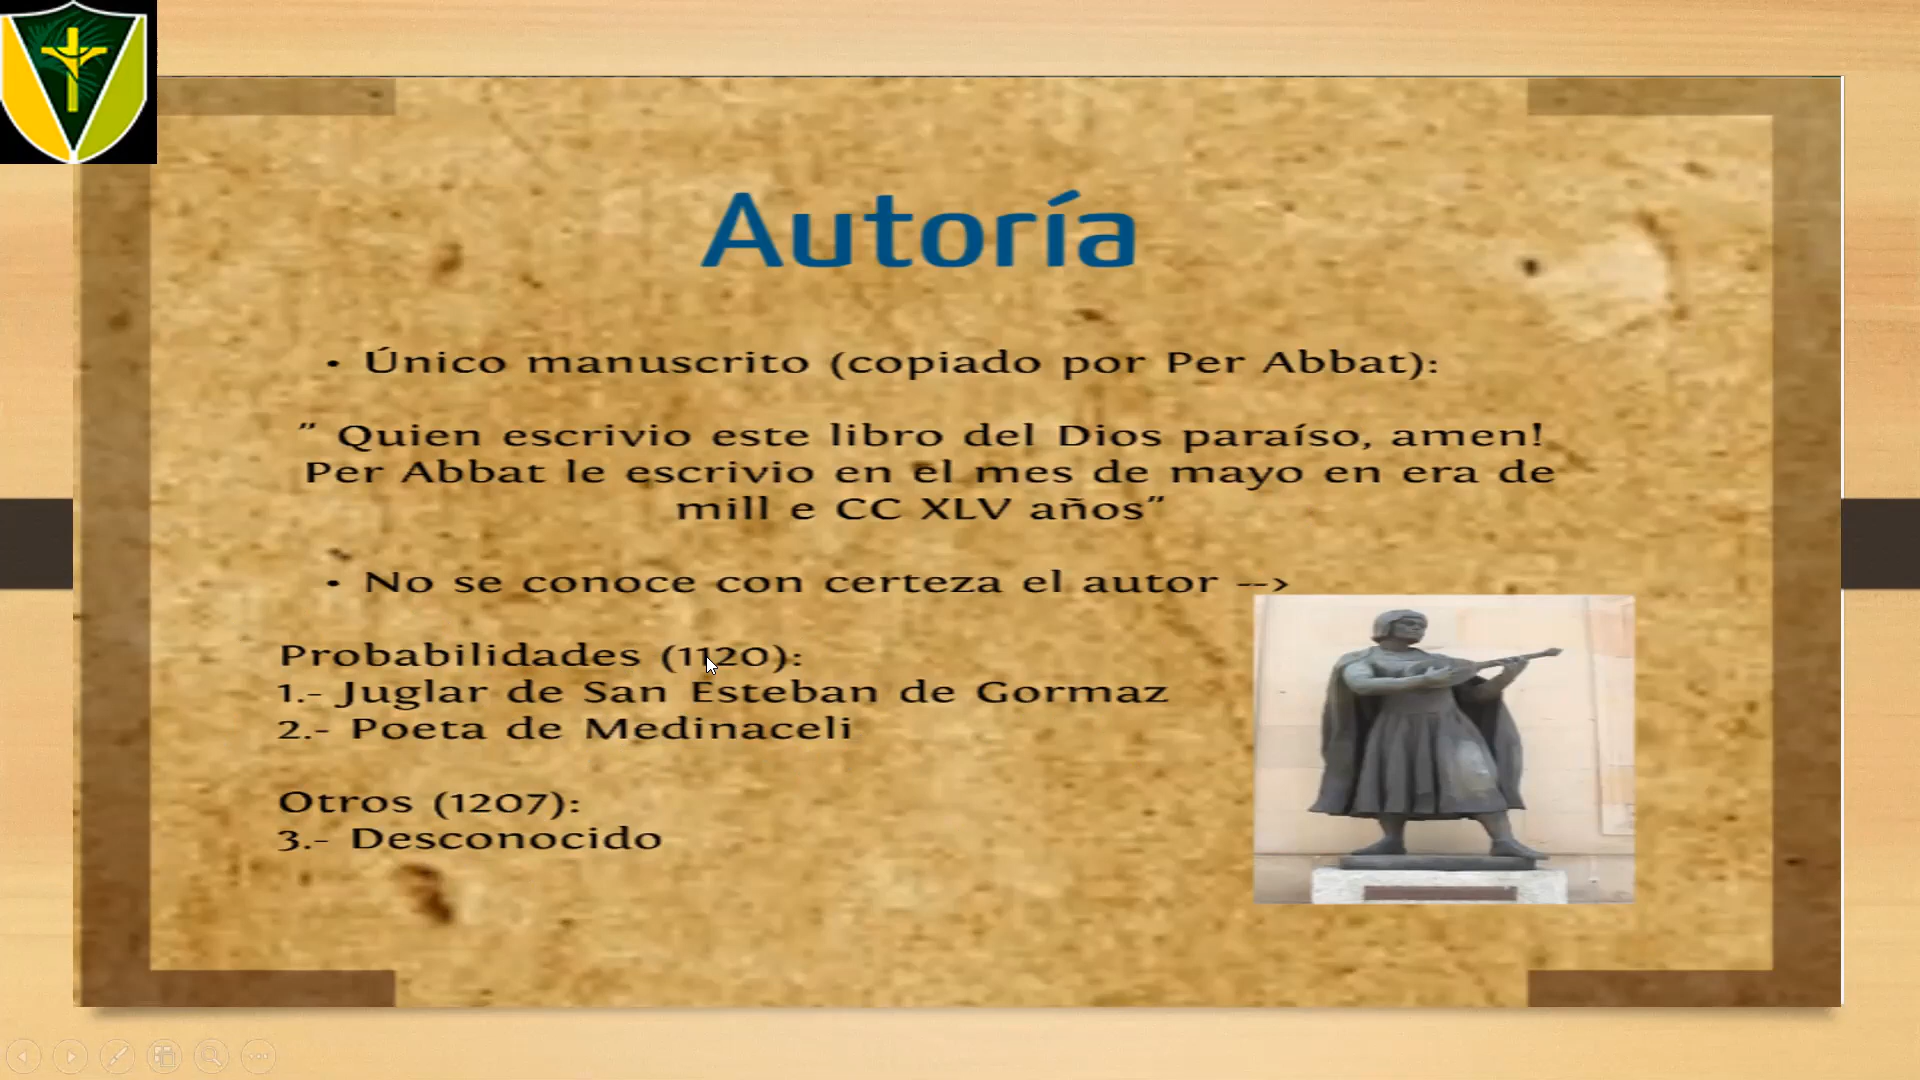 Autoría
• Único manuscrito (copiado por Per Abbat):
" Quien escrivio este libro del Dios paraíso, amen!
Per Abbat le escrivio en el mes de mayo en era de
mill e CC XLV años"
• No se conoce con certeza el autor -->
Probabilidades (1120):
1.- Juglar de San Esteban de Gormaz
2.- Poeta de Medinaceli
Otros (1207):
3.- Desconocido